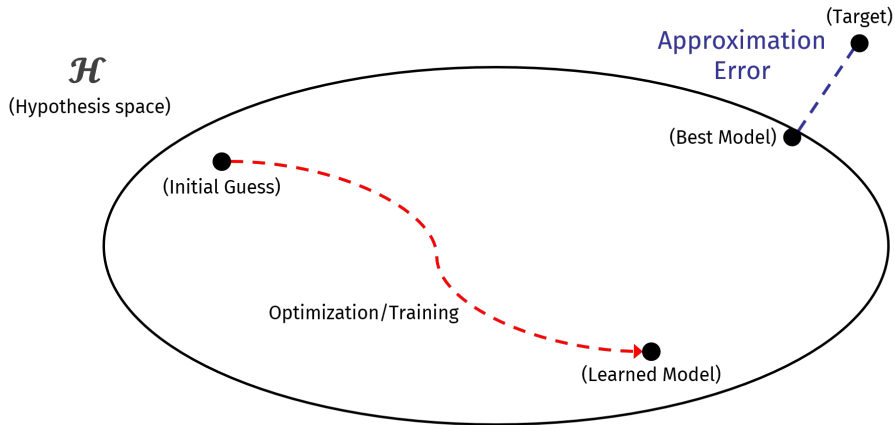 (Target)
Approximation
Error
ℋ
(Hypothesis space)
(Best Model)
(Initial Guess)
Optimization/Training
(Learned Model)